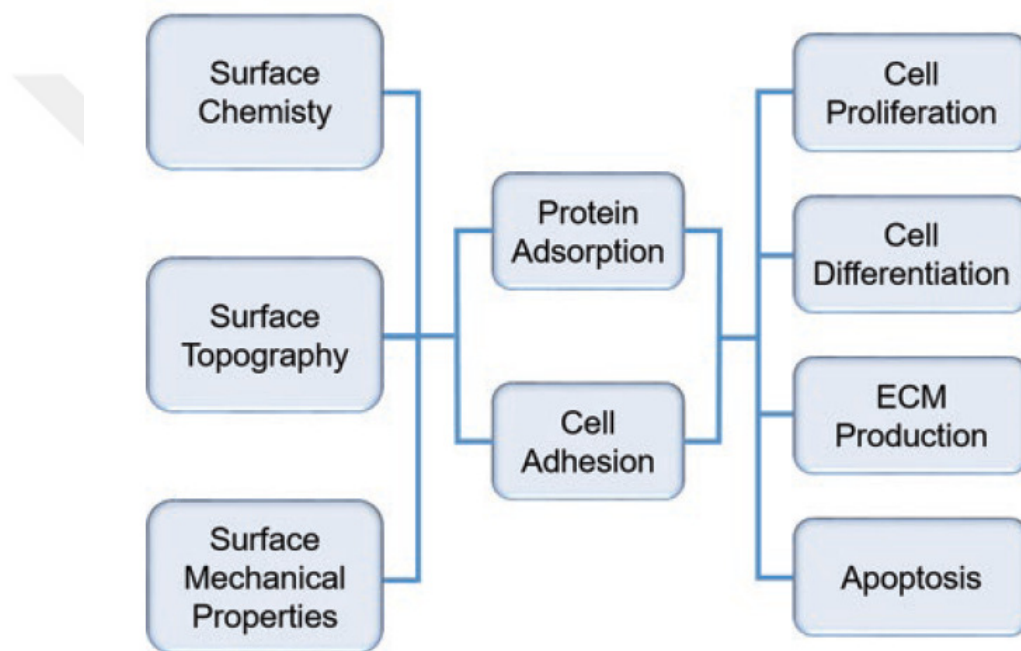 Surface
Chemisty
Surface
Topography
Surface
Mechanical
Properties
Protein
Adsorption
Cell
Adhesion
Cell
Proliferation
Cell
Differentiation
ECM
Production
Apoptosis